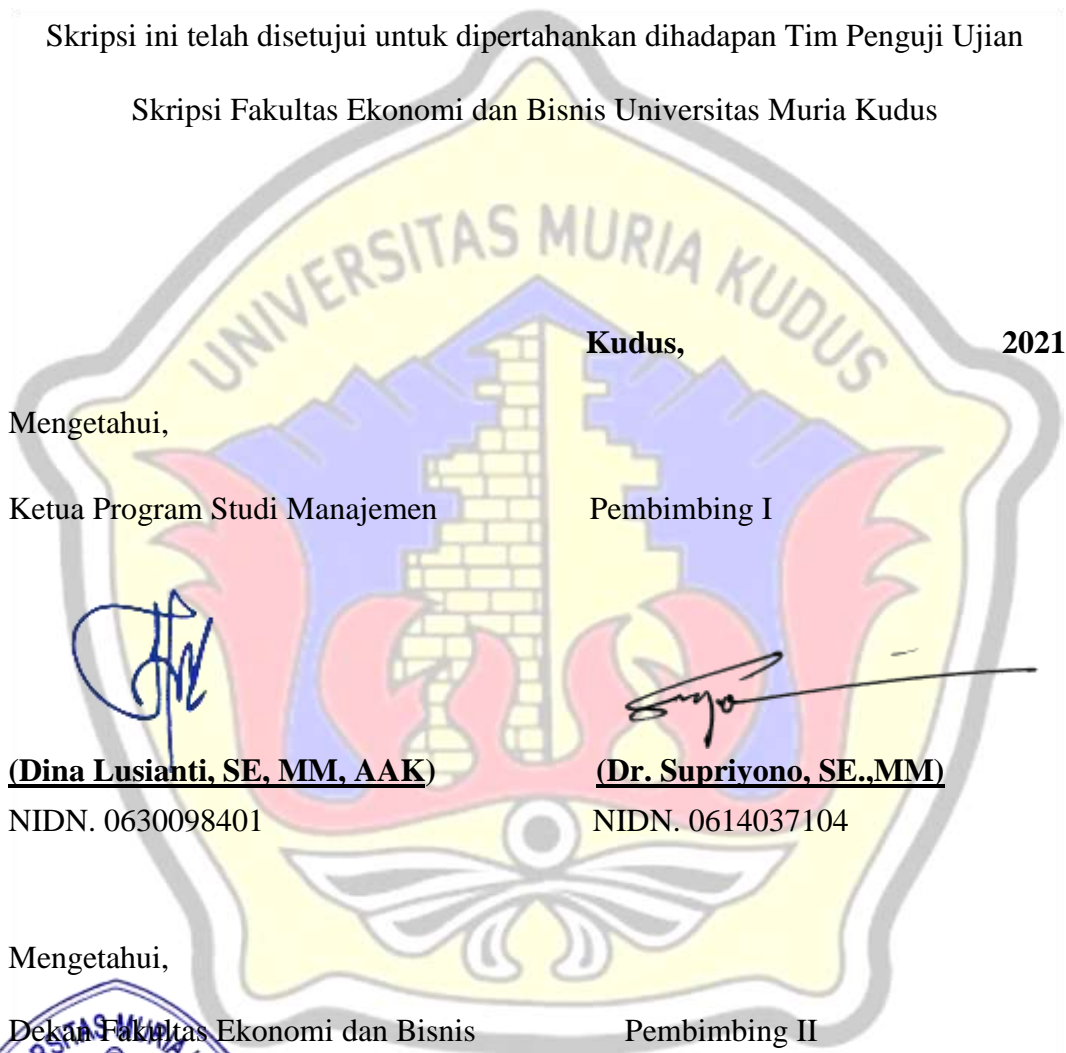 Skripsi ini telah disetujui untuk dipertahankan dihadapan Tim Penguji Ujian
Skripsi Fakultas Ekonomi dan Bisnis Universitas Muria Kudus
UNIVERSITAS MURIA KUDUS
Kudus, 2021
Mengetahui,
Ketua Program Studi Manajemen Pembimbing I
(Dina Lusianti, SE, MM, AAK) (Dr. Supriyono, SE.,MM)
NIDN. 0630098401 NIDN. 0614037104
Mengetahui,
Dekan Fakultas Ekonomi dan Bisnis Pembimbing II